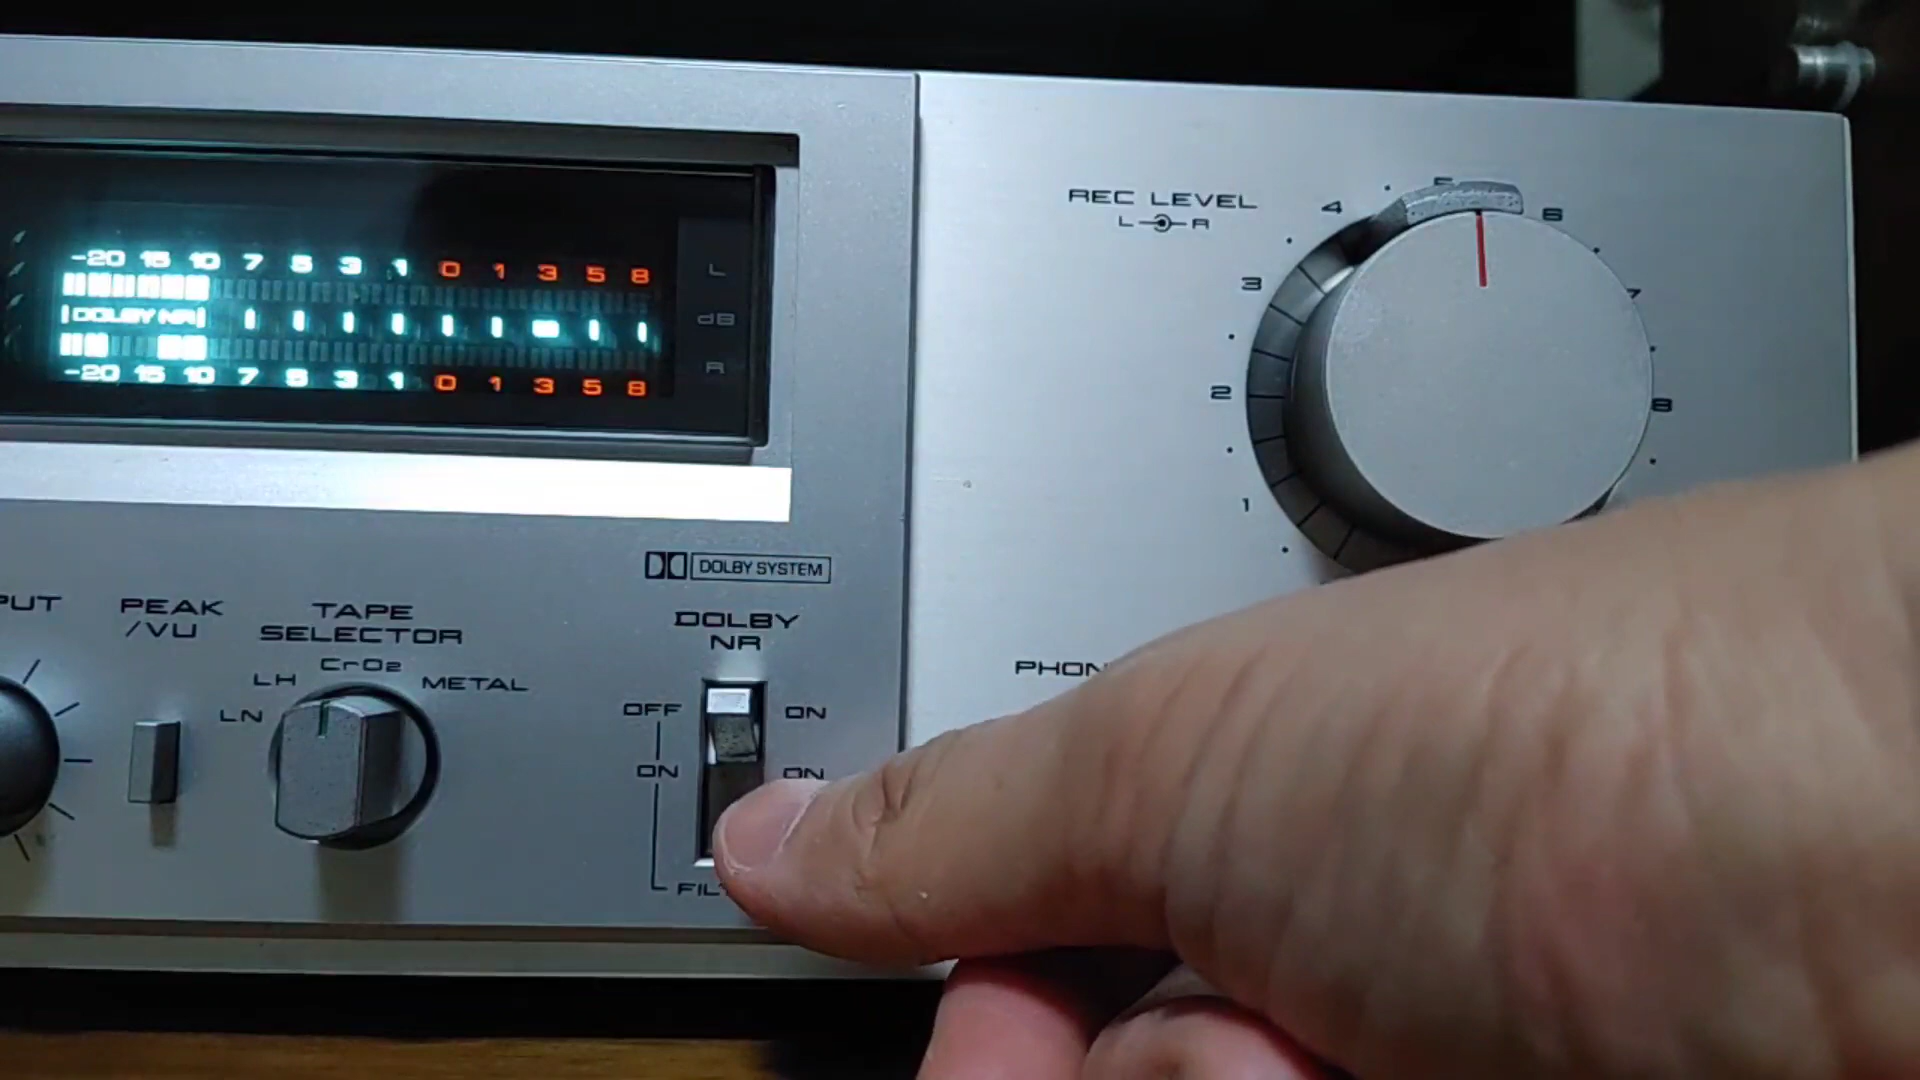 -20 15 10 7 5 3 1 0 1 3 5 8
L
DOLBY NR
dB
R
-20 15 10 7 5 3 1 0 1 3 5 8
REC LEVEL
L R
1
2
3
4
5
6
7
8
DOLBY SYSTEM
PEAK
/VU
TAPE
SELECTOR
LN
LH
CrO2
METAL
DOLBY
NR
OFF ON
ON ON